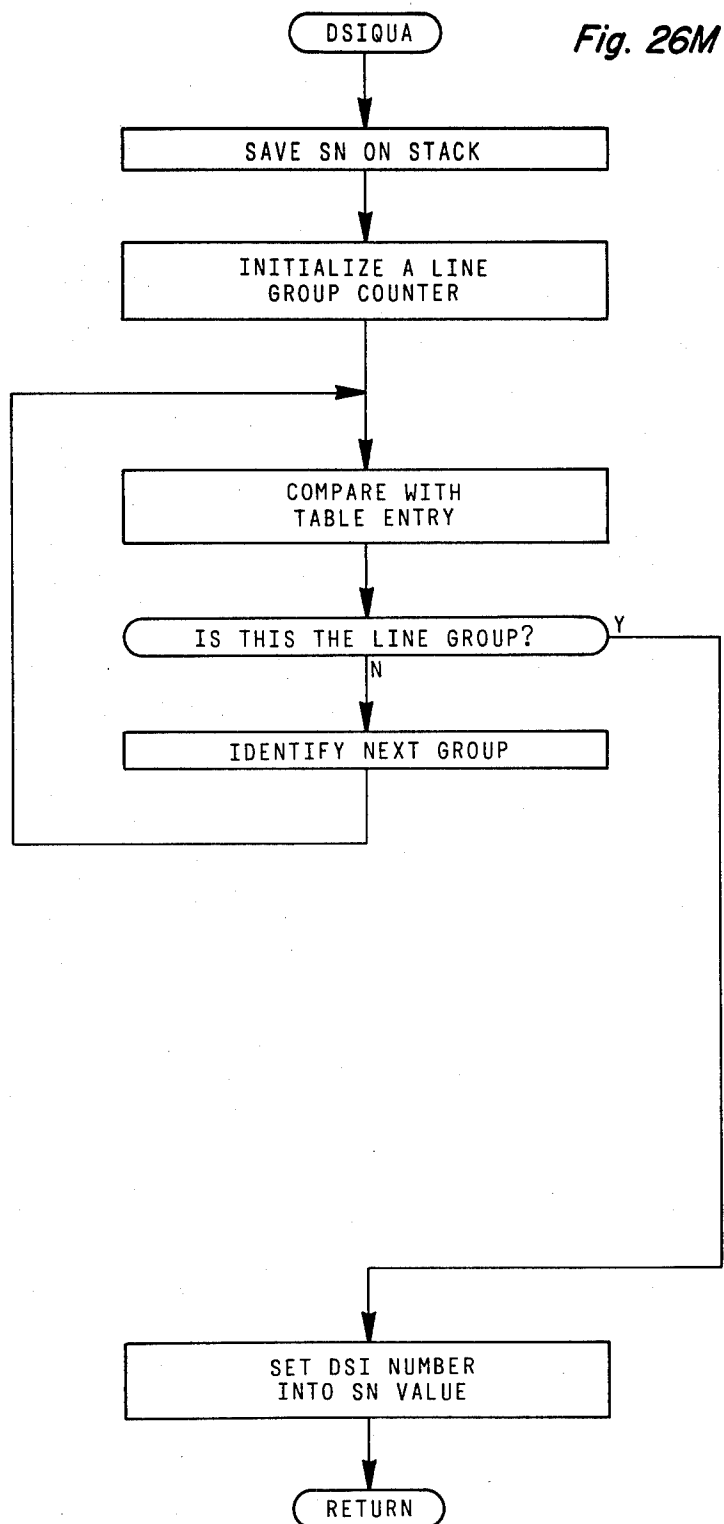 DSIQUA
Fig. 26M
SAVE SN ON STACK
INITIALIZE A LINE
GROUP COUNTER
COMPARE WITH
TABLE ENTRY
IS THIS THE LINE GROUP?
Y
N
IDENTIFY NEXT GROUP
SET DSI NUMBER
INTO SN VALUE
RETURN